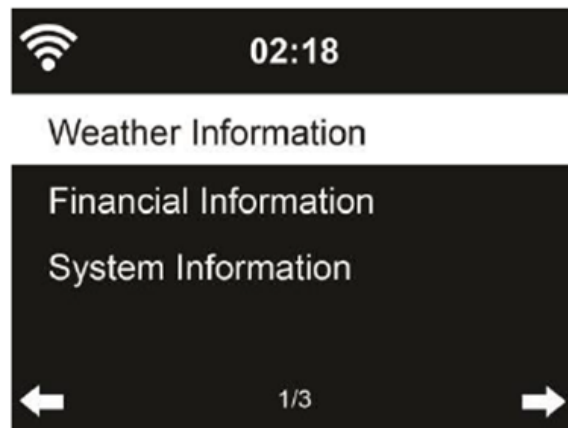 02:18
Weather Information
Financial Information
System Information
1/3